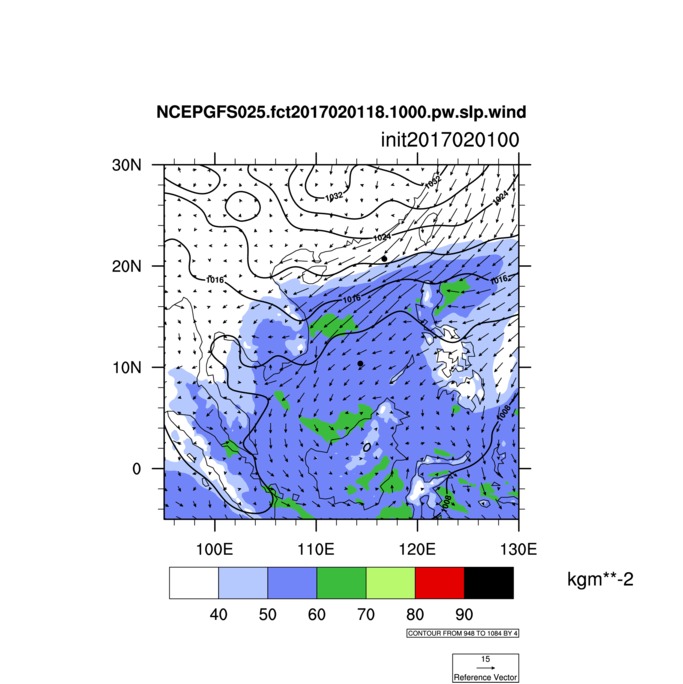 NCEPGFS025.fct2017020118.1000.pw.slp.wind
init2017020100
30N
20N
10N
0
1032
1032
1024
1024
1016
1016
1016
1008
1008
100E
110E
120E
130E
40
50
60
70
80
90
kgm**-2
CONTOUR FROM 948 TO 1084 BY 4
15
Reference Vector